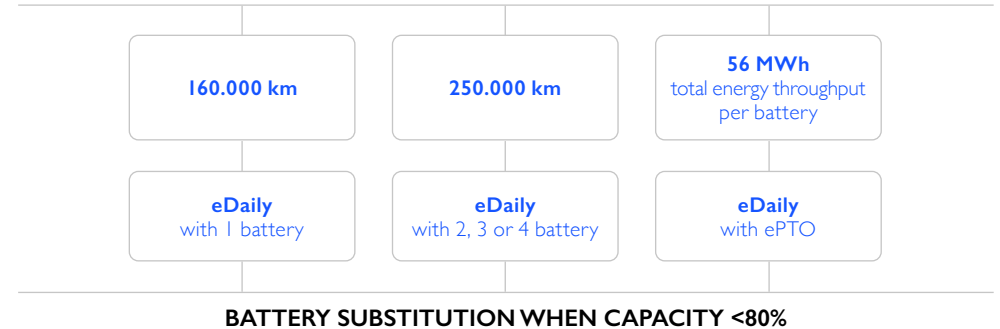 160.000 km
250.000 km
56 MWh
total energy throughput
per battery
eDaily
with 1 battery
eDaily
with 2, 3 or 4 battery
eDaily
with ePTO
BATTERY SUBSTITUTION WHEN CAPACITY <80%